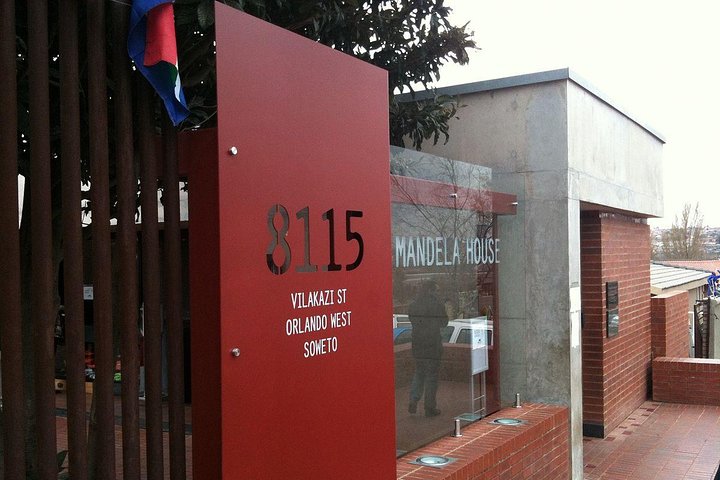 8115
VILAKAZI ST
ORLANDO WEST
SOWETO
MANDELA HOUSE